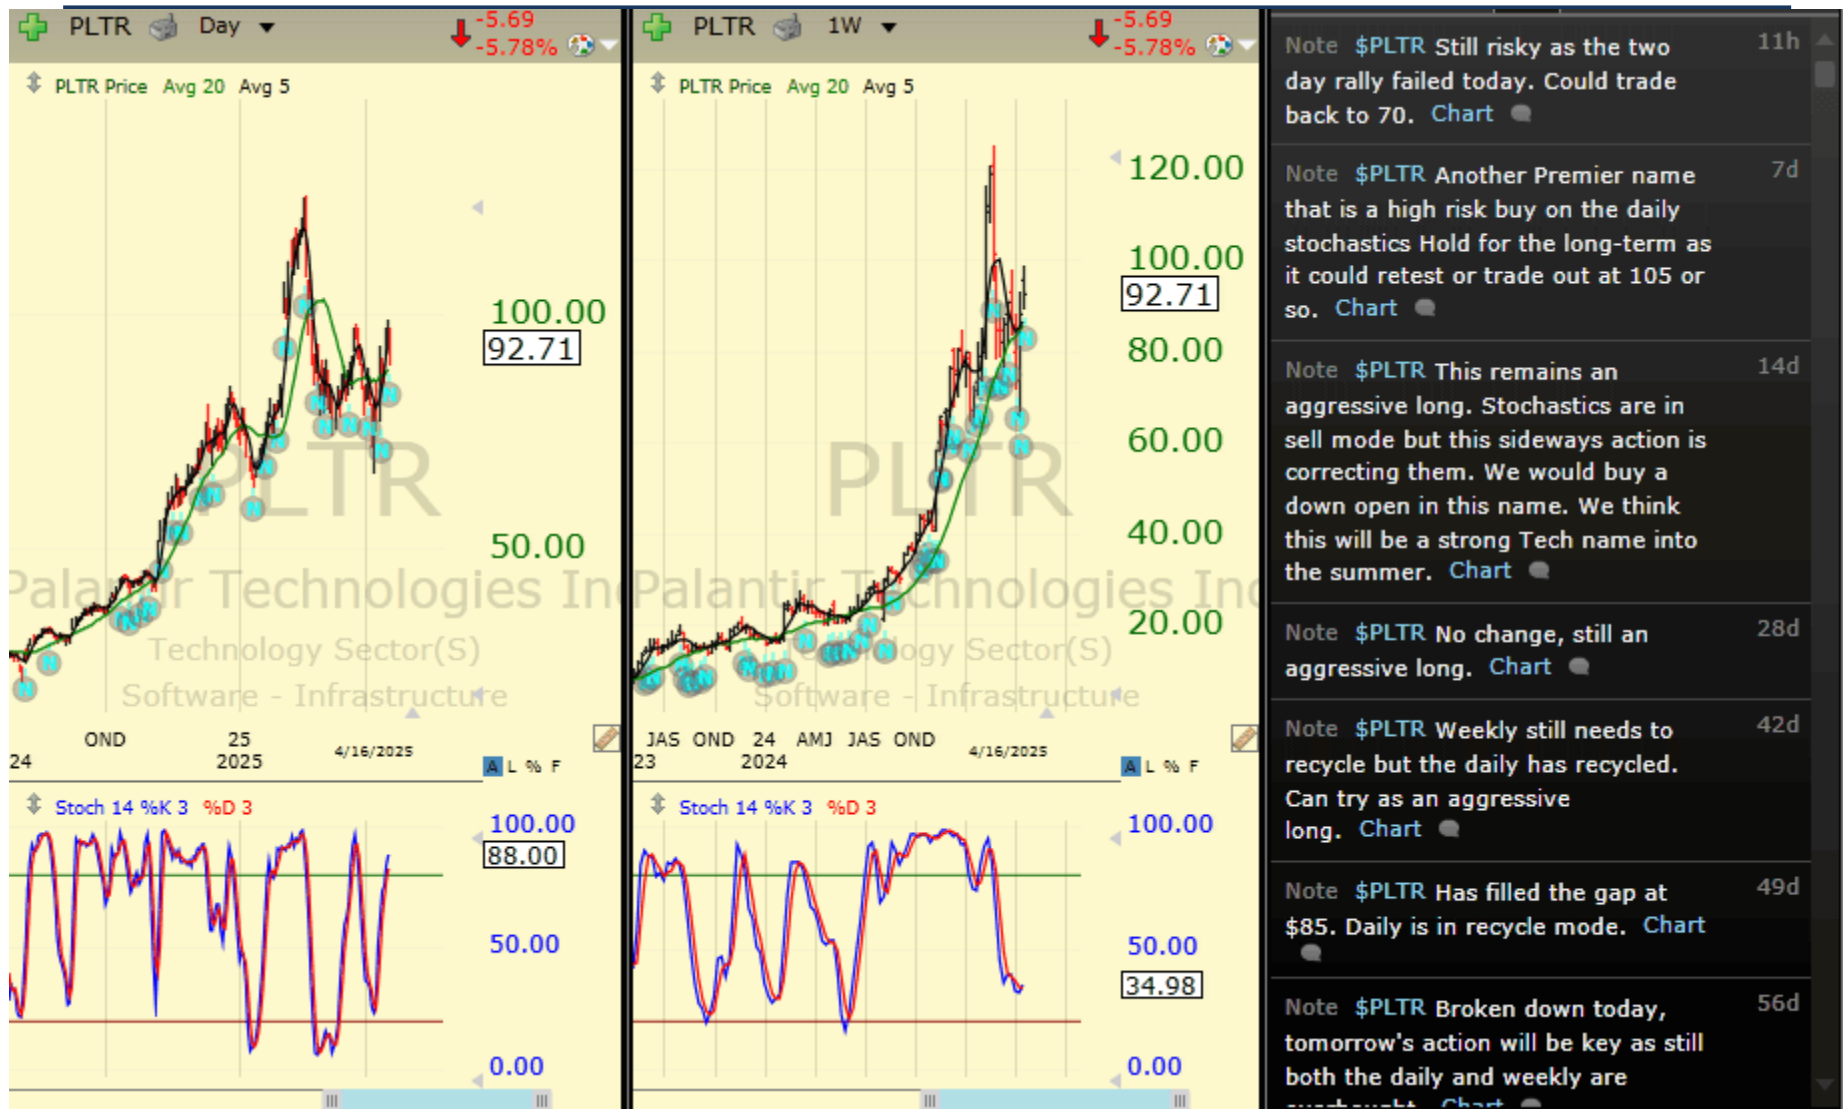 PLTR Day
-5.69
-5.78%
PLTR Price Avg 20 Avg 5
100.00
92.71
50.00
PLTR
Palantir Technologies Inc
Technology Sector(S)
Software - Infrastructure
OND 25 4/16/2025
24 2025
A L % F
Stoch 14 %K 3 %D 3
100.00
88.00
50.00
0.00
PLTR 1W
-5.69
-5.78%
PLTR Price Avg 20 Avg 5
120.00
100.00
92.71
80.00
60.00
40.00
20.00
PLTR
Palantir Technologies Inc
Technology Sector(S)
Software - Infrastructure
JAS OND 24 AMJ JAS OND 4/16/2025
23 2024
A L % F
Stoch 14 %K 3 %D 3
100.00
50.00
34.98
0.00
Note $PLTR Still risky as the two 11h
day rally failed today. Could trade
back to 70. Chart
Note $PLTR Another Premier name 7d
that is a high risk buy on the daily
stochastics Hold for the long-term as
it could retest or trade out at 105 or
so. Chart
Note $PLTR This remains an 14d
aggressive long. Stochastics are in
sell mode but this sideways action is
correcting them. We would buy a
down open in this name. We think
this will be a strong Tech name into
the summer. Chart
Note $PLTR No change, still an 28d
aggressive long. Chart
Note $PLTR Weekly still needs to 42d
recycle but the daily has recycled.
Can try as an aggressive
long. Chart
Note $PLTR Has filled the gap at 49d
$85. Daily is in recycle mode. Chart
Note $PLTR Broken down today, 56d
tomorrow's action will be key as still
both the daily and weekly are
overbought. Chart